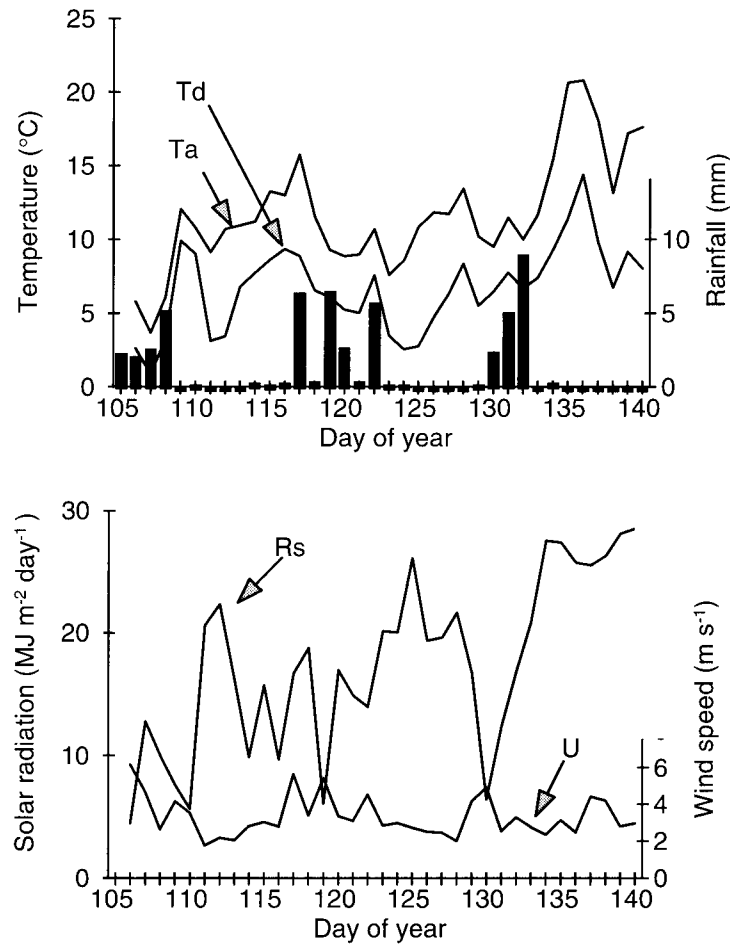 25
20
15
10
5
0
Temperature (°C)
Td
Ta
10
5
0
Rainfall (mm)
105 110 115 120 125 130 135 140
Day of year
30
20
10
0
Solar radiation (MJ m⁻² day⁻¹)
Rs
U
6
4
2
0
Wind speed (m s⁻¹)
105 110 115 120 125 130 135 140
Day of year